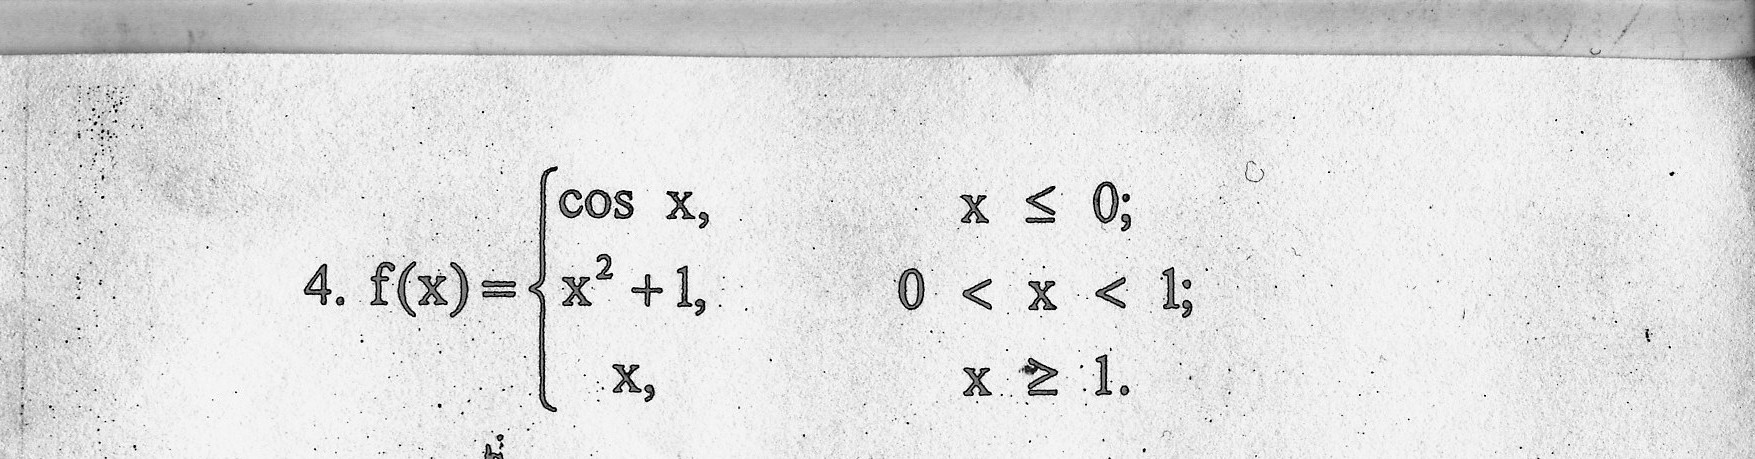 cos x, x ≤ 0;
4. f(x) = { x² + 1, 0 < x < 1;
x, x ≥ 1.